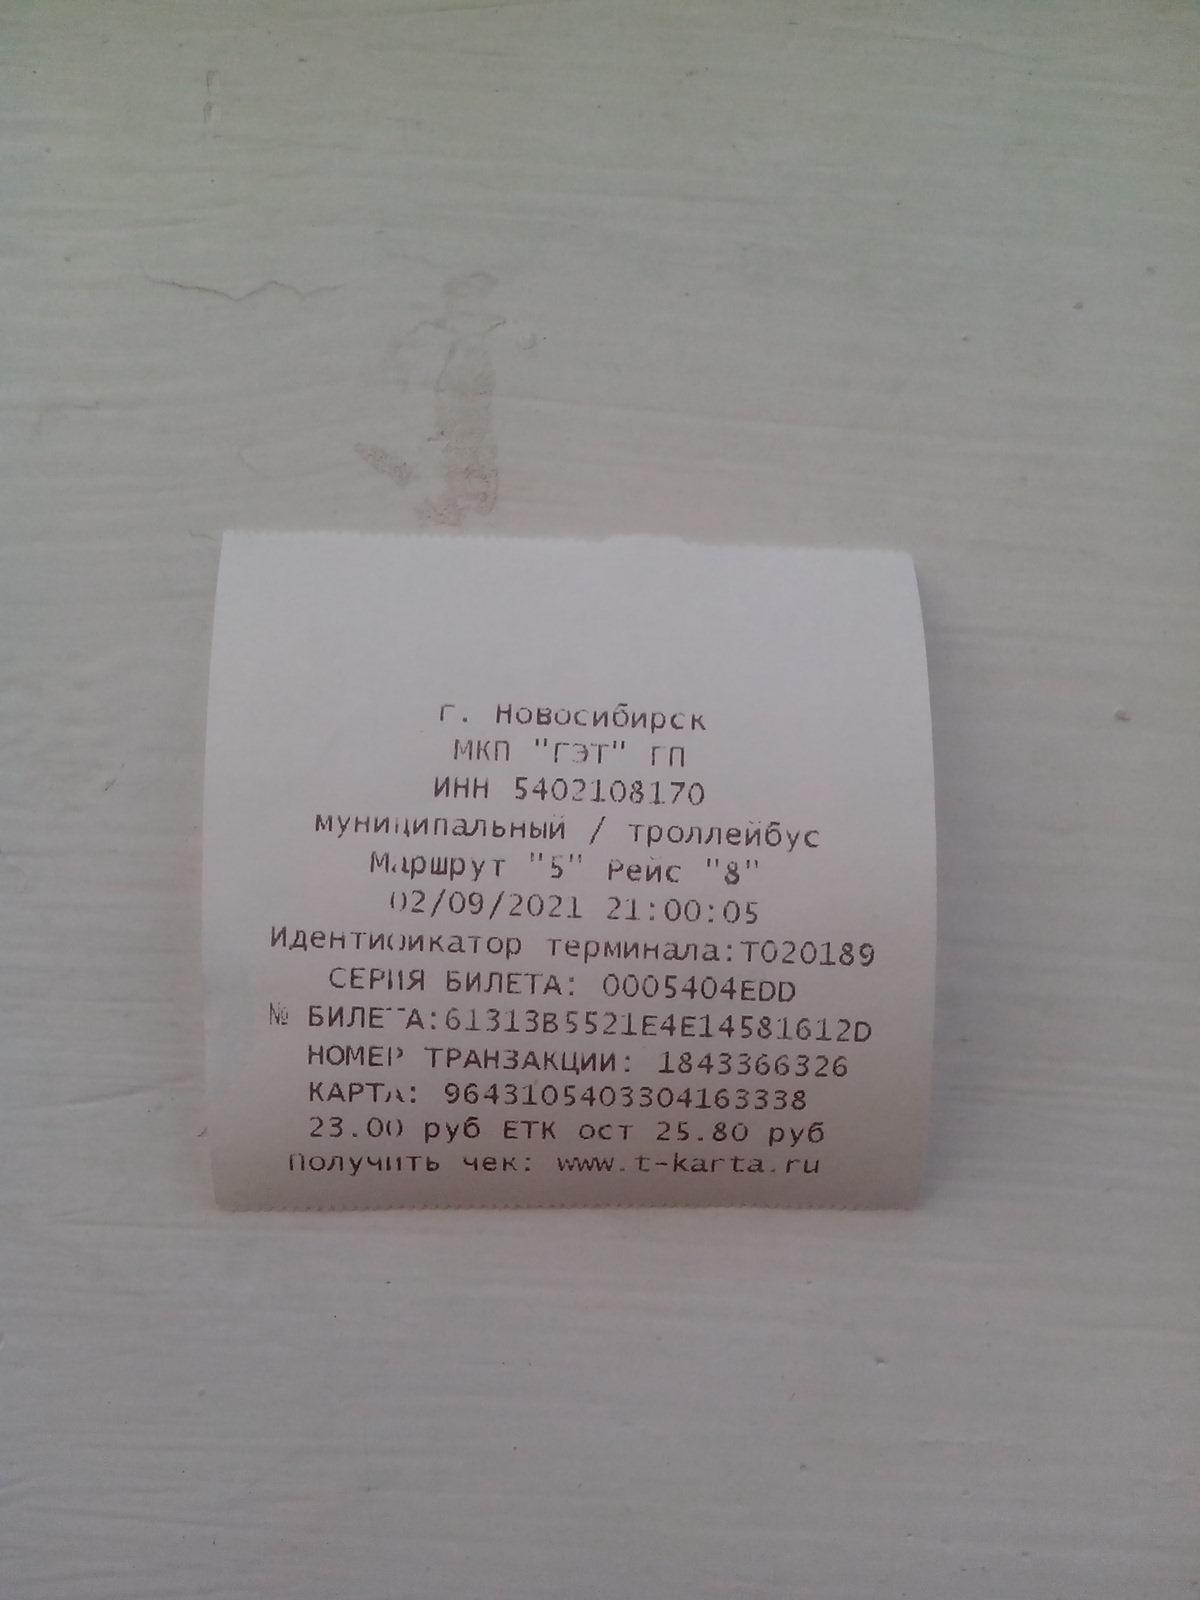 г. Новосибирск
МКП "ГЭТ" ГП
ИНН 5402108170
муниципальный / троллейбус
Маршрут "5" Рейс "8"
02/09/2021 21:00:05
Идентификатор терминала:T020189
СЕРИЯ БИЛЕТА: 0005404EDD
№ БИЛЕТА:61313B5521E4E14581612D
НОМЕР ТРАНЗАКЦИИ: 1843366326
КАРТА: 9643105403304163338
23.00 руб ЕТК ост 25.80 руб
Получить чек: www.t-karta.ru